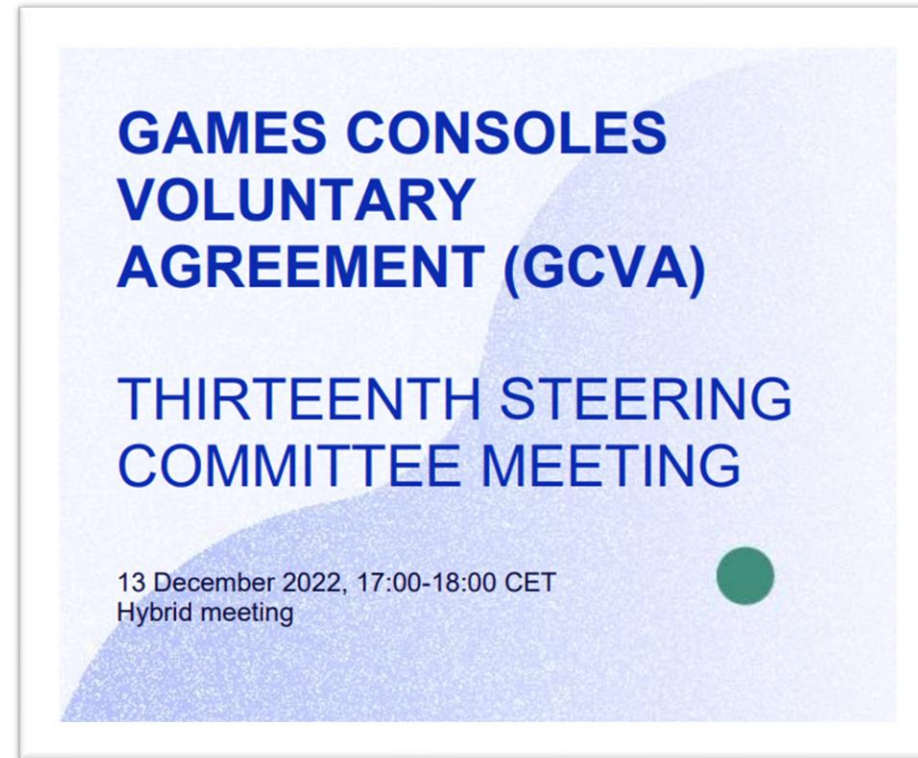 GAMES CONSOLES
VOLUNTARY
AGREEMENT (GCVA)
THIRTEENTH STEERING
COMMITTEE MEETING
13 December 2022, 17:00-18:00 CET
Hybrid meeting